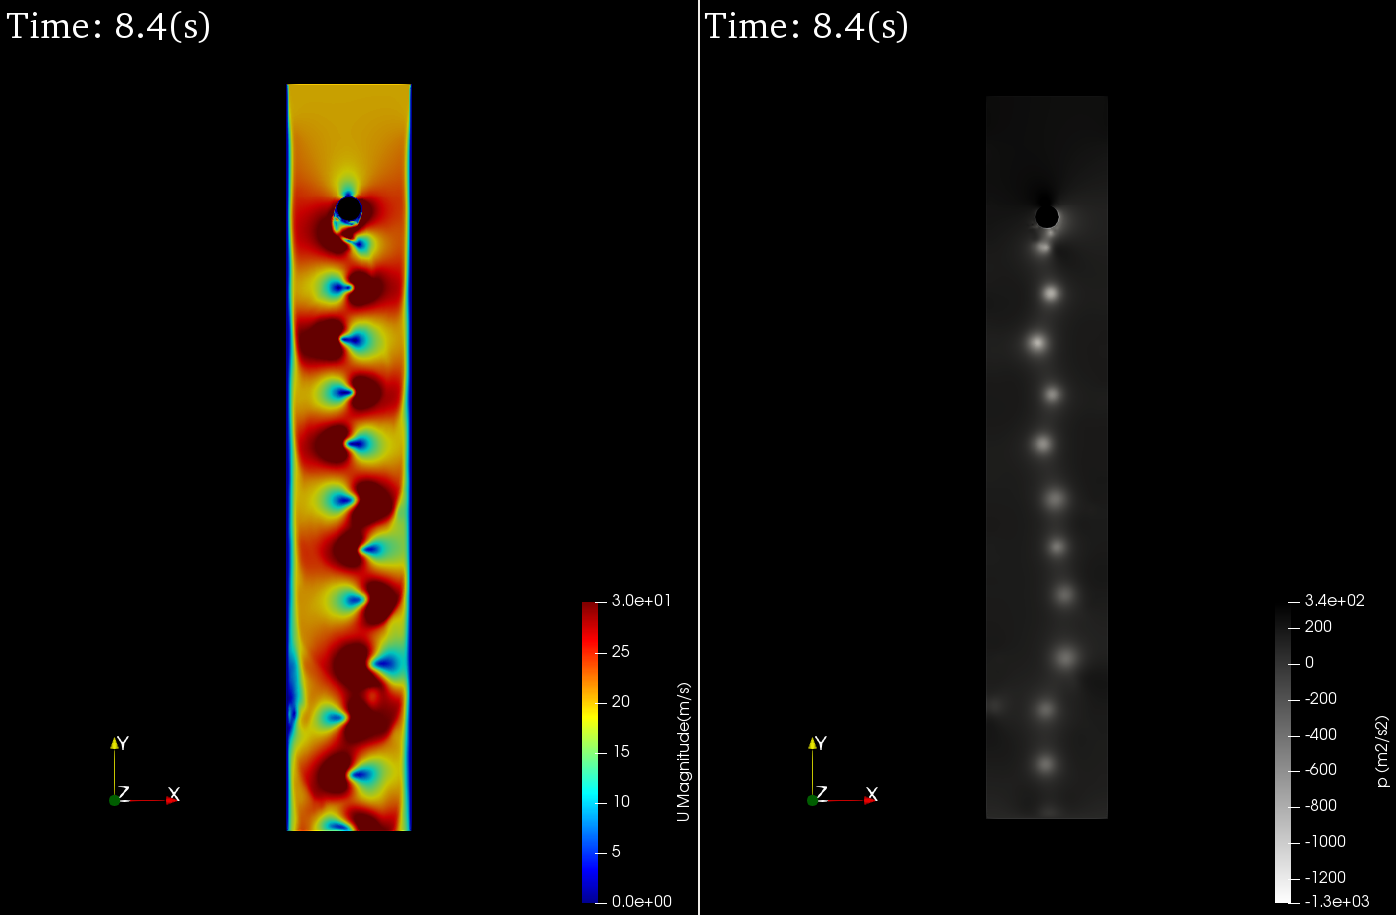 Time: 8.4(s)
3.0e+01
25
20
15
10
5
0.0e+00
U Magnitude(m/s)
Y
Z
X
Time: 8.4(s)
3.4e+02
200
0
-200
-400
-600
-800
-1000
-1200
-1.3e+03
p (m2/s2)
Y
Z
X